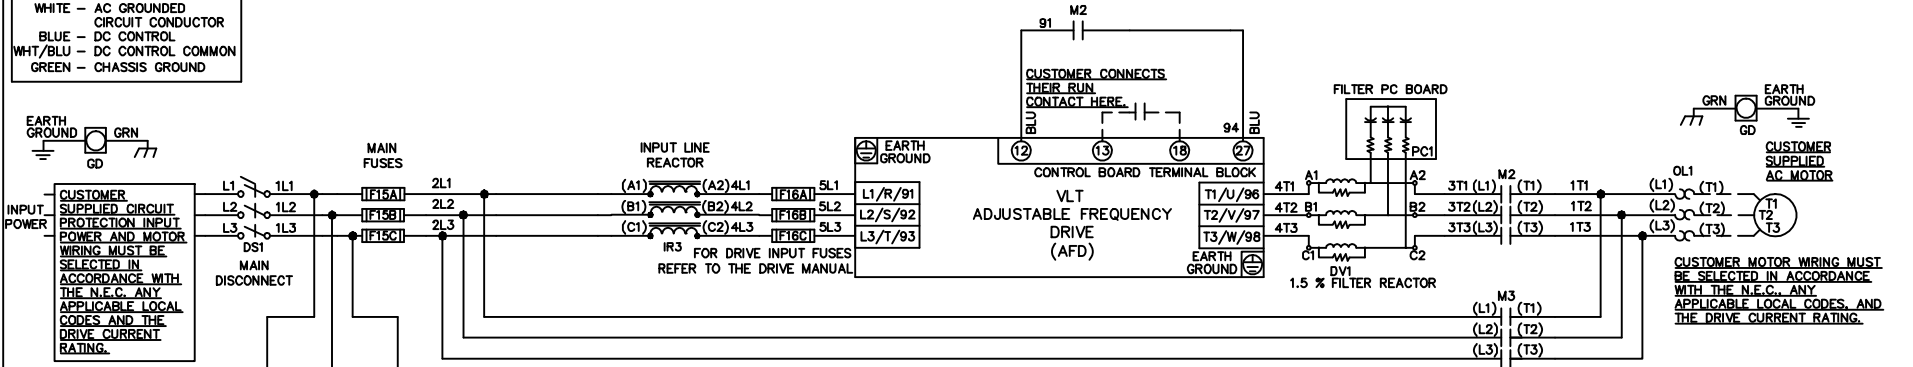 WHITE – AC GROUNDED
CIRCUIT CONDUCTOR
BLUE – DC CONTROL
WHT/BLU – DC CONTROL COMMON
GREEN – CHASSIS GROUND
EARTH
GROUND
GRN
GD
INPUT
POWER
CUSTOMER
SUPPLIED CIRCUIT
PROTECTION INPUT
POWER AND MOTOR
WIRING MUST BE
SELECTED IN
ACCORDANCE WITH
THE N.E.C. ANY
APPLICABLE LOCAL
CODES AND THE
DRIVE CURRENT
RATING.
L1
L2
L3
DS1
MAIN
DISCONNECT
1L1
1L2
1L3
MAIN
FUSES
F15A
F15B
F15C
2L1
2L2
2L3
INPUT LINE
REACTOR
(A1) (A2) 4L1
(B1) (B2) 4L2
(C1) (C2) 4L3
IR3
F16A
F16B
F16C
5L1
5L2
5L3
FOR DRIVE INPUT FUSES
REFER TO THE DRIVE MANUAL
M2
91
CUSTOMER CONNECTS
THEIR RUN
CONTACT HERE.
BLU
94
BLU
12
13
18
27
CONTROL BOARD TERMINAL BLOCK
EARTH
GROUND
L1/R/91
L2/S/92
L3/T/93
VLT
ADJUSTABLE FREQUENCY
DRIVE
(AFD)
T1/U/96
T2/V/97
T3/W/98
EARTH
GROUND
4T1
4T2
4T3
FILTER PC BOARD
PC1
A1
A2
B1
B2
C1
C2
DV1
1.5 % FILTER REACTOR
M2
3T1 (L1) (T1) 1T1
3T2 (L2) (T2) 1T2
3T3 (L3) (T3) 1T3
M3
(L1) (T1)
(L2) (T2)
(L3) (T3)
GRN
GD
EARTH
GROUND
CUSTOMER
SUPPLIED
AC MOTOR
OL1
(L1) (T1)
(L2) (T2)
(L3) (T3)
T1
T2
T3
CUSTOMER MOTOR WIRING MUST
BE SELECTED IN ACCORDANCE
WITH THE N.E.C., ANY
APPLICABLE LOCAL CODES, AND
THE DRIVE CURRENT RATING.